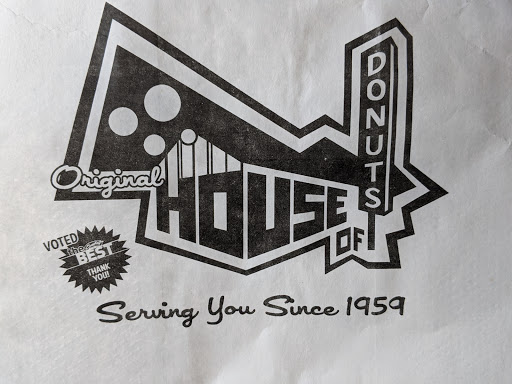 Original
HOUSE
OF
DONUTS
VOTED
the
BEST
THANK
YOU!
Serving You Since 1959